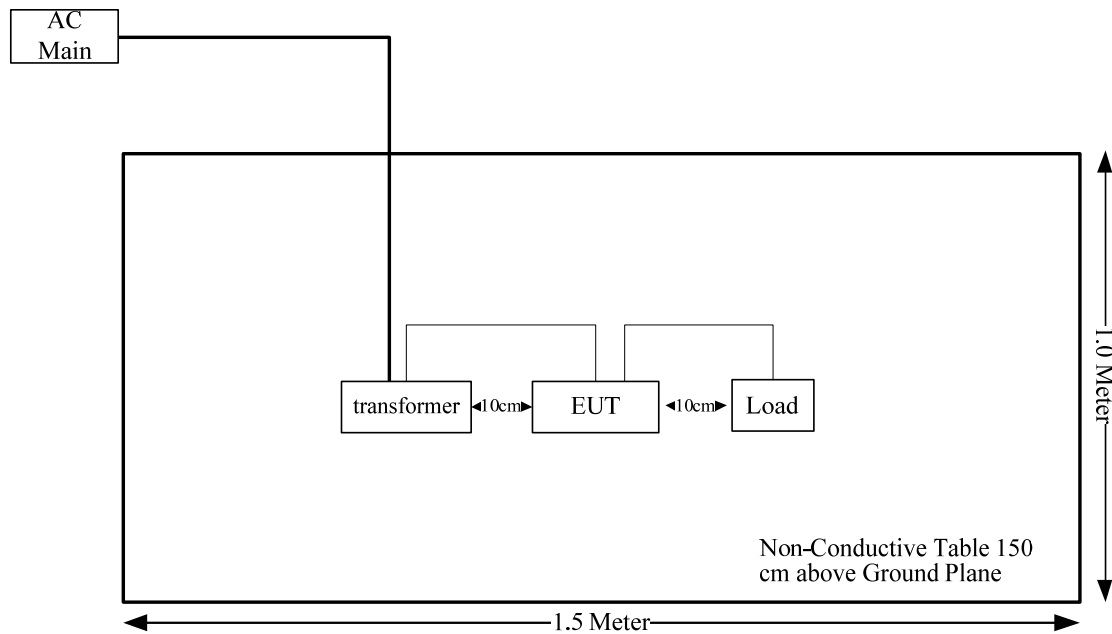 AC
Main
transformer
10cm
EUT
10cm
Load
1.0 Meter
Non-Conductive Table 150
cm above Ground Plane
1.5 Meter